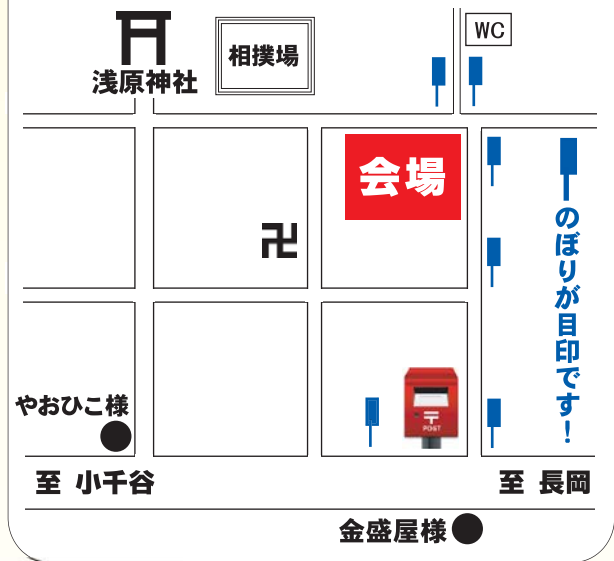 WC
相撲場
浅原神社
会場
のぼりが目印です!
卍
やおひこ様
〒
POST
至 小千谷
至 長岡
金盛屋様